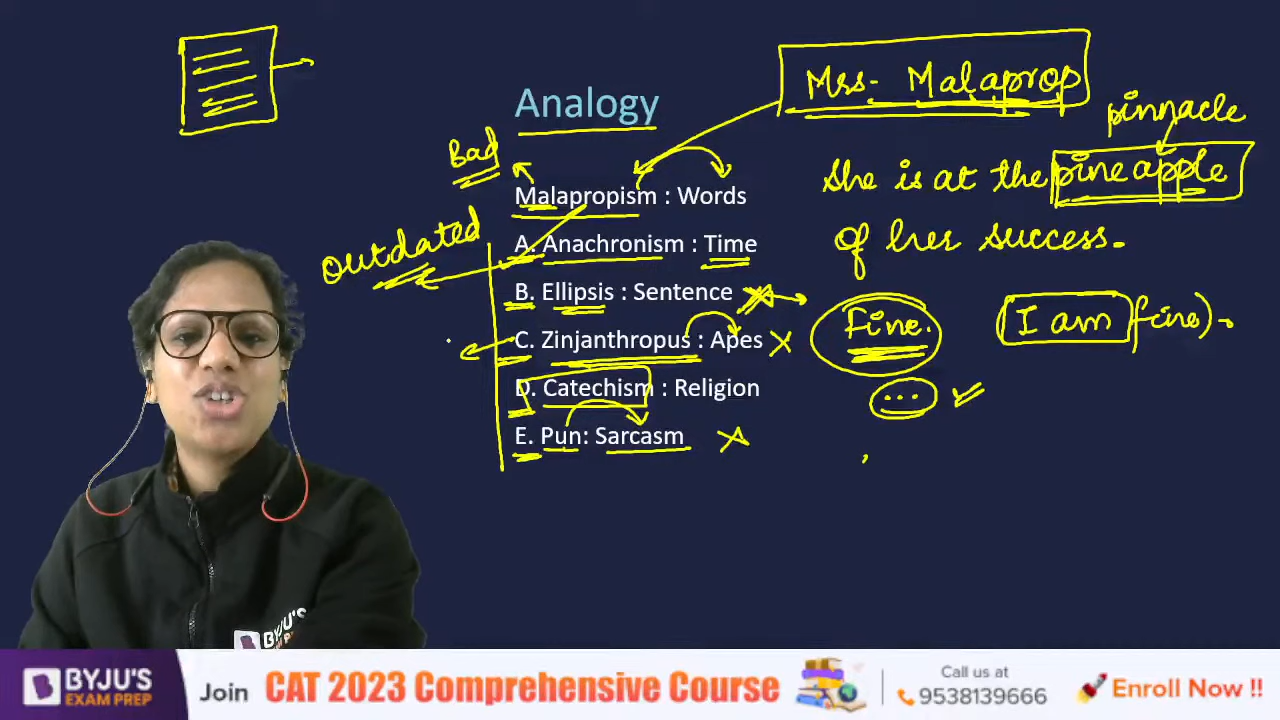 Mrs- Malaprop
Analogy
pinnacle
Bad
She is at the pineapple
Malapropism : Words
of her success.
Outdated
A. Anachronism : Time
B. Ellipsis : Sentence
Fine.
I am fine).
C. Zinjanthropus : Apes
D. Catechism : Religion
...
E. Pun: Sarcasm
BYJU'S
BYJU'S
EXAM PREP
Join
CAT 2023 Comprehensive Course
Call us at
9538139666
Enroll Now !!